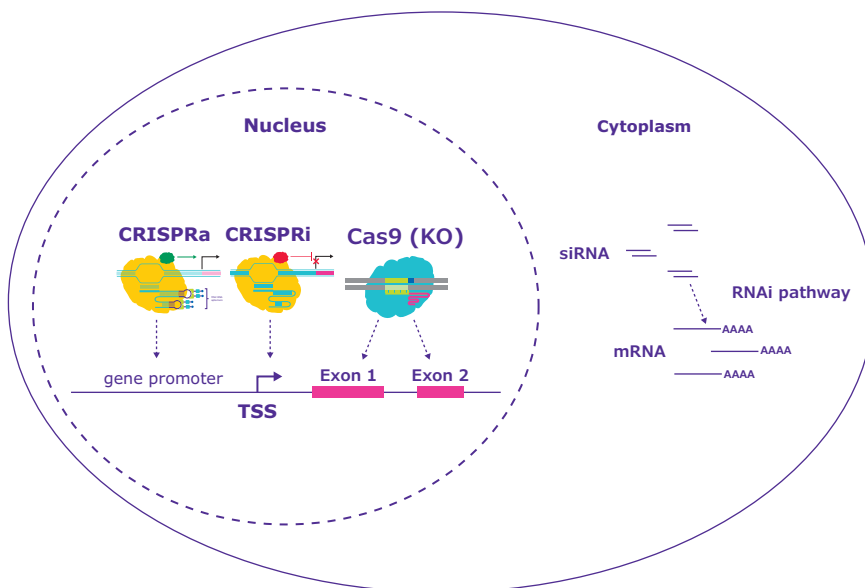 Nucleus
Cytoplasm
CRISPRa
CRISPRi
Cas9 (KO)
siRNA
RNAi pathway
mRNA
AAAA
AAAA
AAAA
gene promoter
TSS
Exon 1
Exon 2